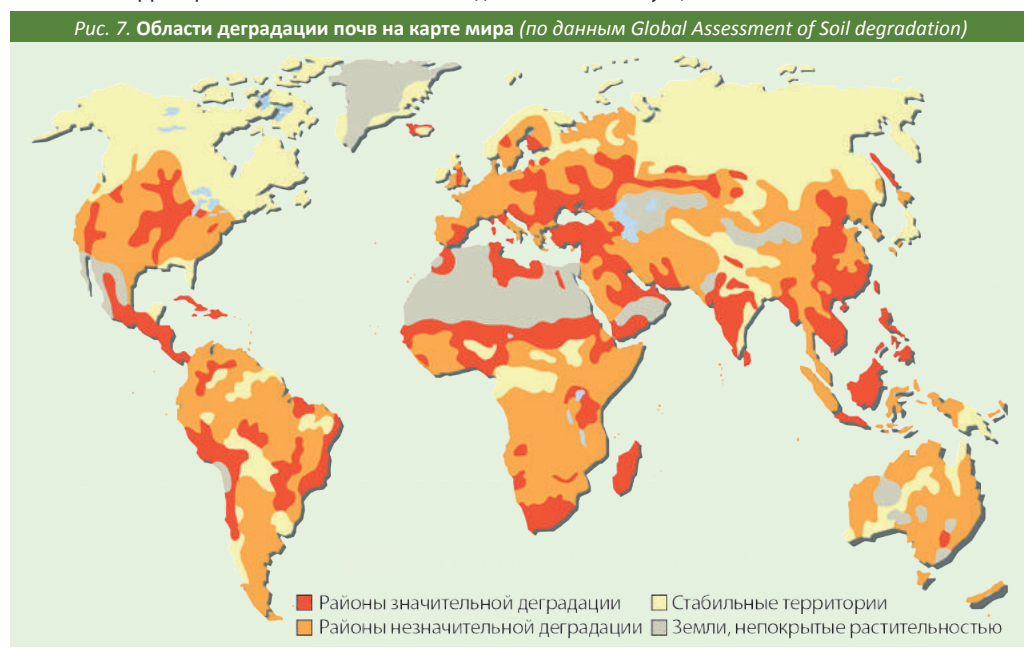 Рис. 7. Области деградации почв на карте мира (по данным Global Assessment of Soil degradation)
Районы значительной деградации
Стабильные территории
Районы незначительной деградации
Земли, непокрытые растительностью